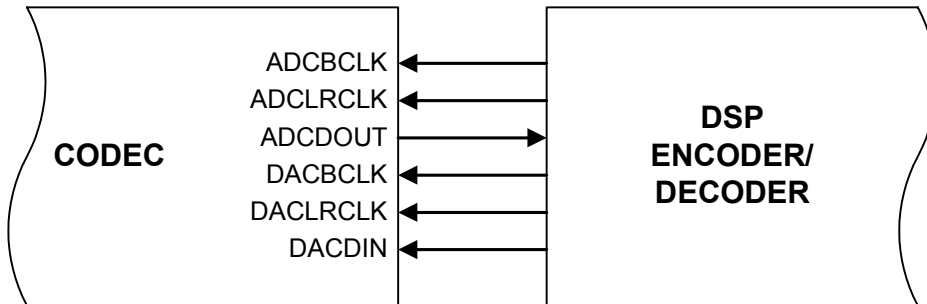 CODEC
ADCBCLK
ADCLRCLK
ADCDOUT
DACBCLK
DACLRCLK
DACDIN
DSP
ENCODER/
DECODER